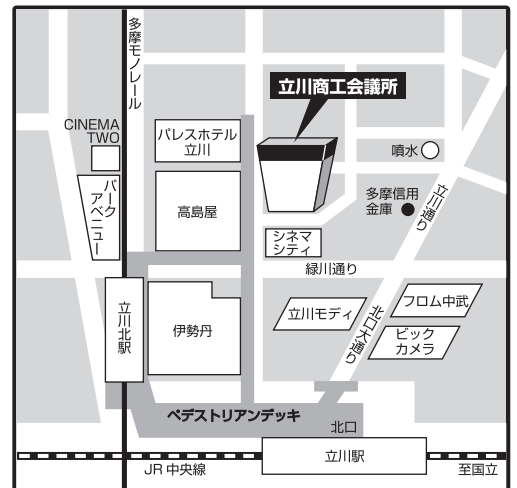 多摩モノレール
立川商工会議所
CINEMA
TWO
パレスホテル
立川
噴水
パーク
アベニュー
高島屋
多摩信用
金庫
立川通り
シネマ
シティ
緑川通り
立川北駅
伊勢丹
立川モディ
北口大通り
フロム中武
ビック
カメラ
ペデストリアンデッキ
北口
JR 中央線
立川駅
至国立